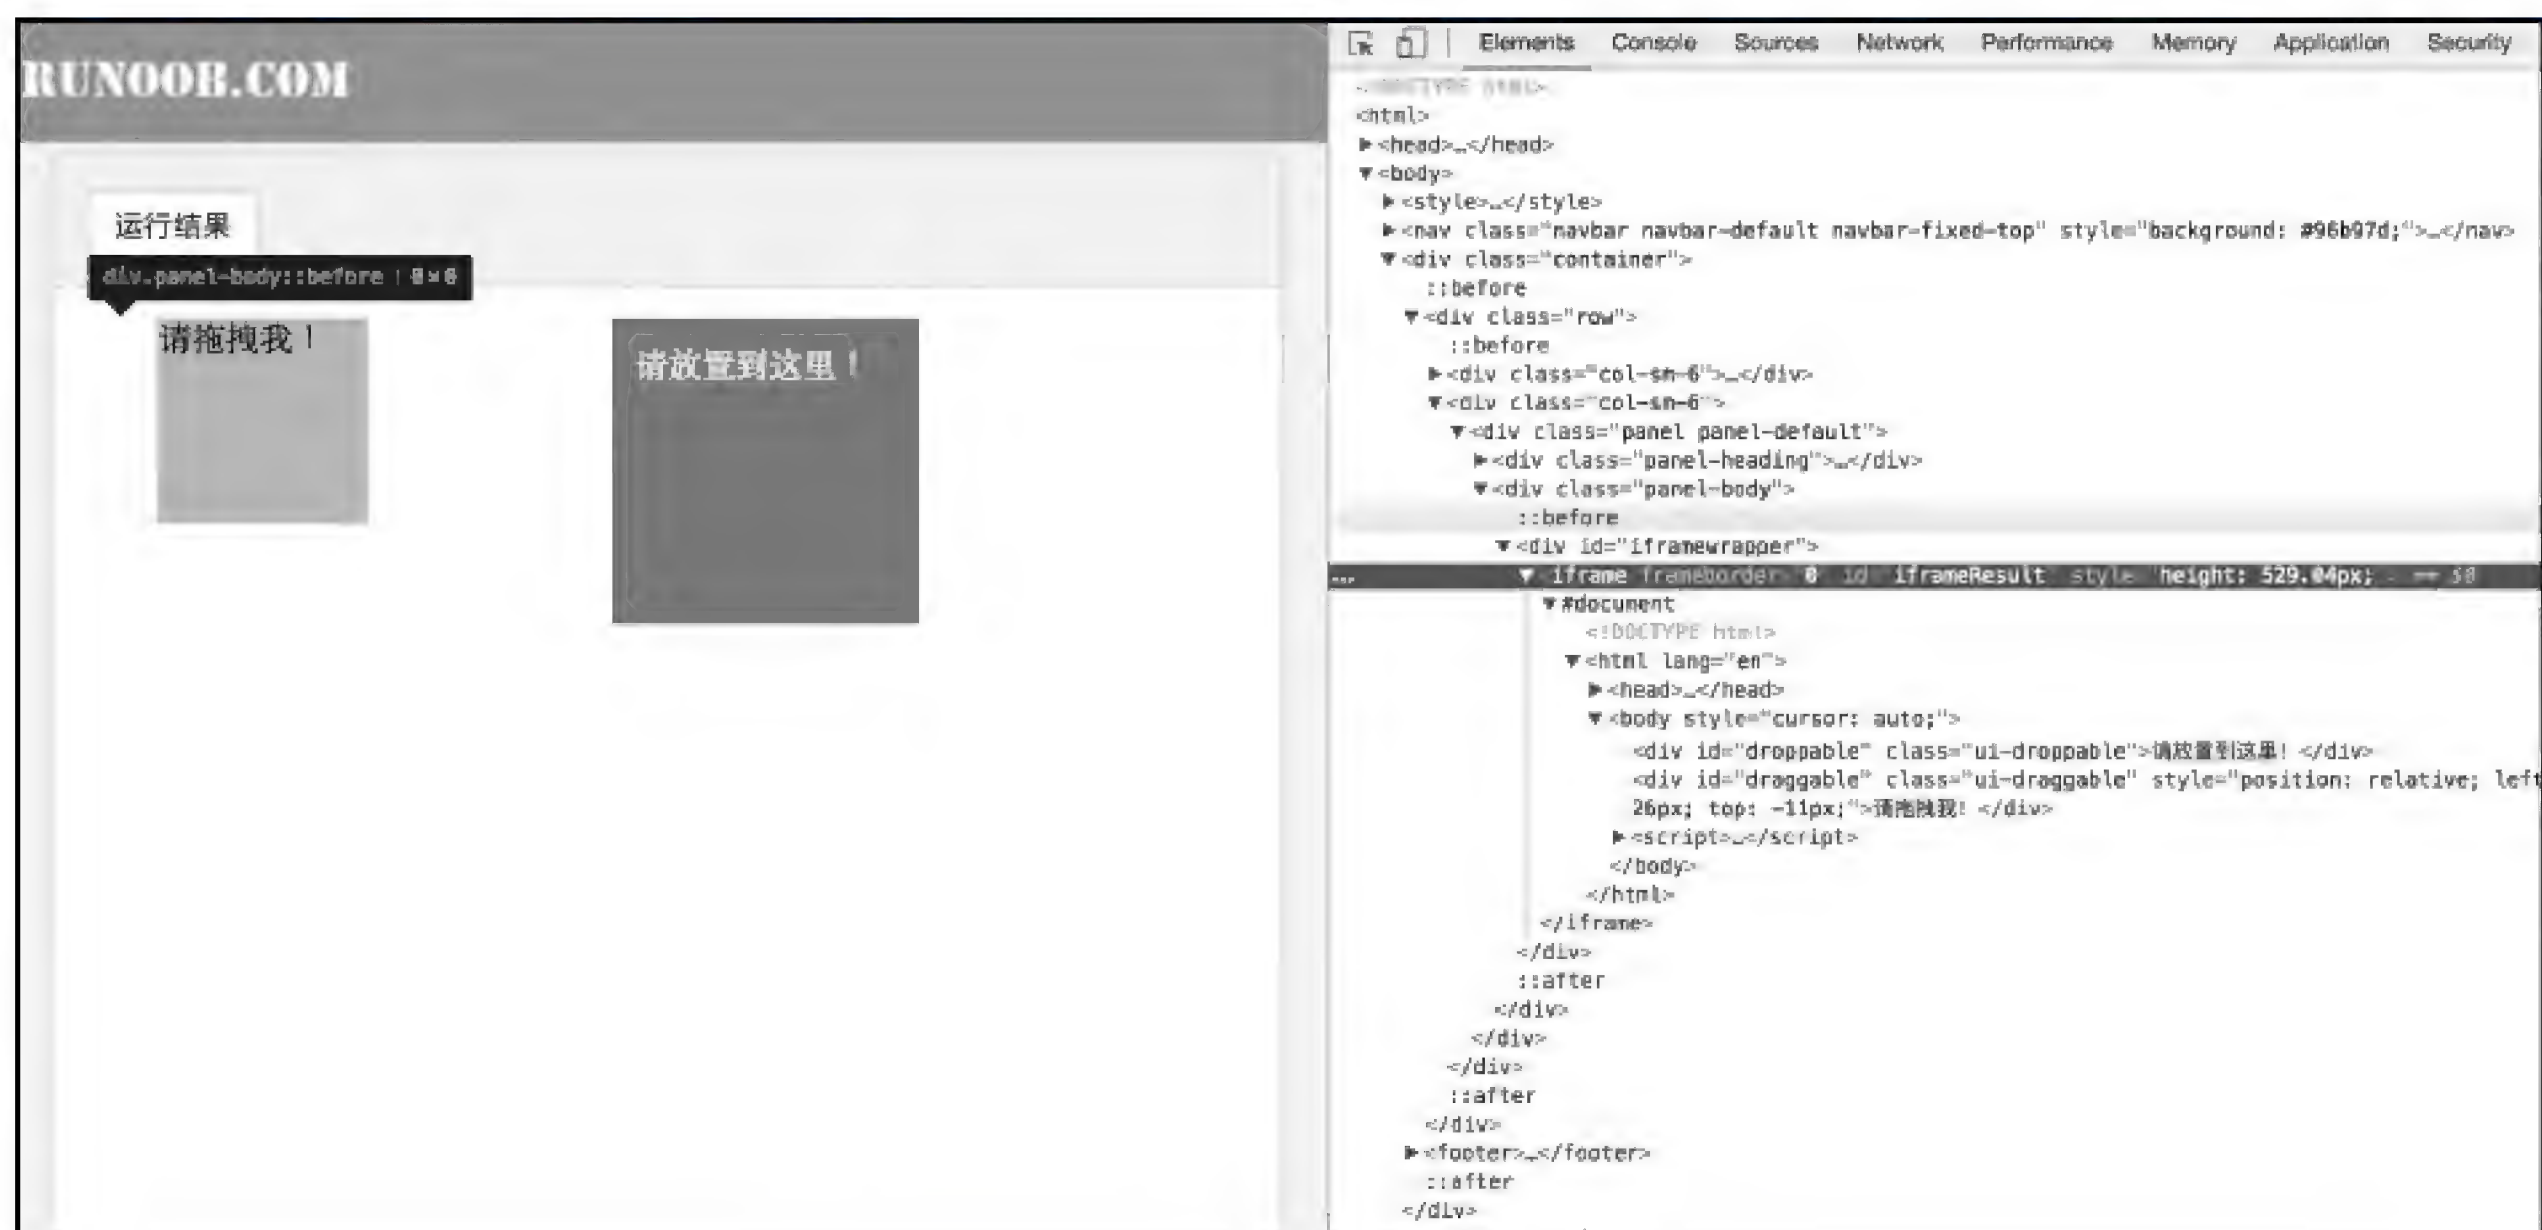 RUNOOB.COM
运行结果
div.panel-body::before | 0×0
请拖拽我！
请放置到这里！
Elements Console Sources Network Performance Memory Application Security
<!DOCTYPE html>
<html>
▶<head>…</head>
▼<body>
▶<style>…</style>
▶<nav class="navbar navbar-default navbar-fixed-top" style="background: #96b97d;">…</nav>
▼<div class="container">
::before
▼<div class="row">
::before
▶<div class="col-sm-6">…</div>
▼<div class="col-sm-6">
▼<div class="panel panel-default">
▶<div class="panel-heading">…</div>
▼<div class="panel-body">
::before
▼<div id="iframewrapper">
… ▼ iframe frameborder 0 id iframeResult style height: 529.04px; == $0
▼#document
<!DOCTYPE html>
▼<html lang="en">
▶<head>…</head>
▼<body style="cursor: auto;">
<div id="droppable" class="ui-droppable">请放置到这里! </div>
<div id="draggable" class="ui-draggable" style="position: relative; left
26px; top: -11px;">请拖拽我! </div>
▶<script>…</script>
</body>
</html>
</iframe>
</div>
::after
</div>
</div>
</div>
::after
</div>
▶<footer>…</footer>
::after
</div>